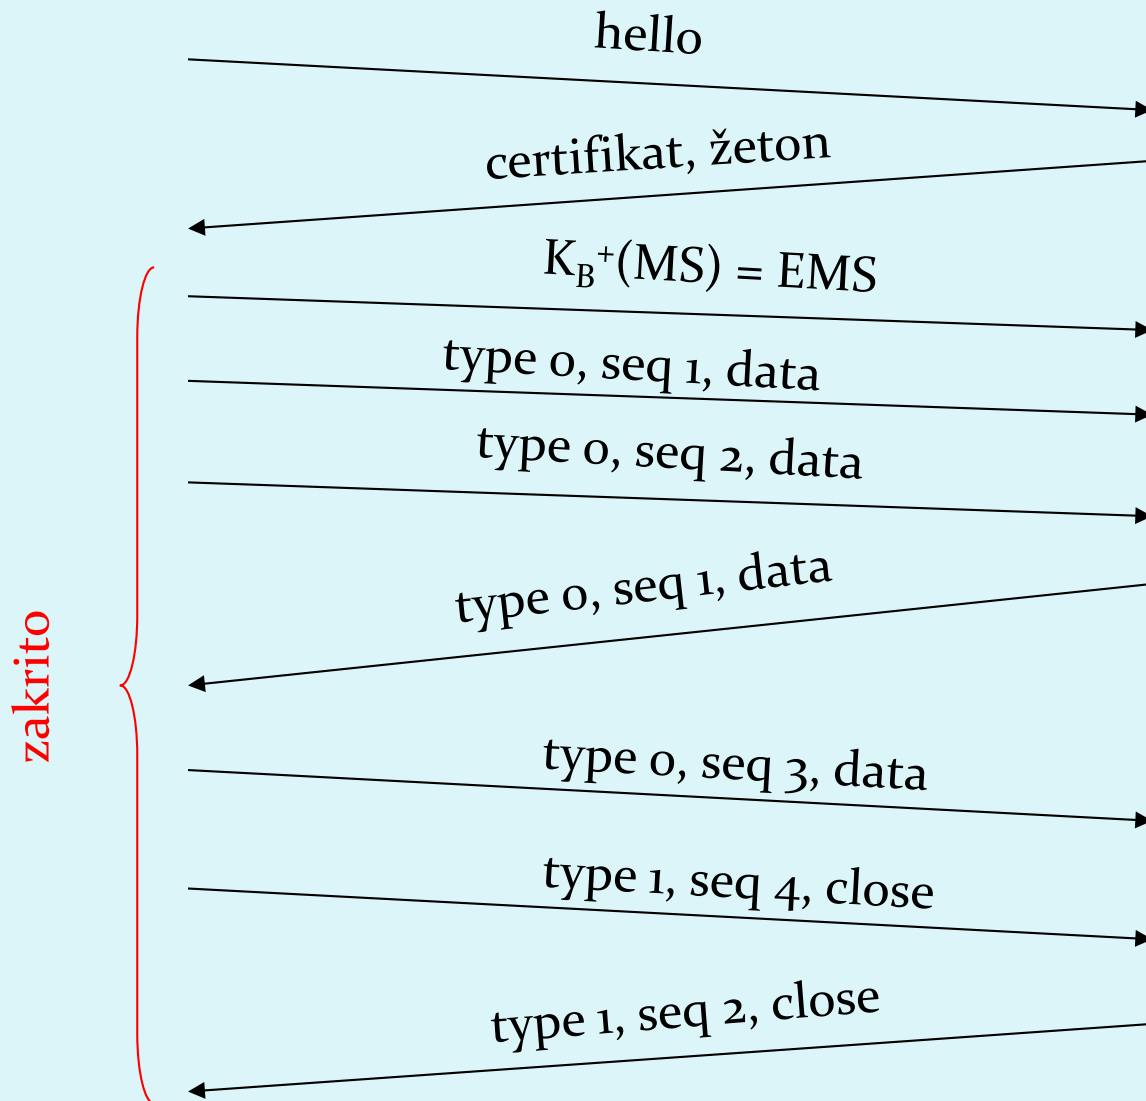 hello
certifikat, žeton
K_B⁺(MS) = EMS
type 0, seq 1, data
type 0, seq 2, data
type 0, seq 1, data
zakrito
type 0, seq 3, data
type 1, seq 4, close
type 1, seq 2, close